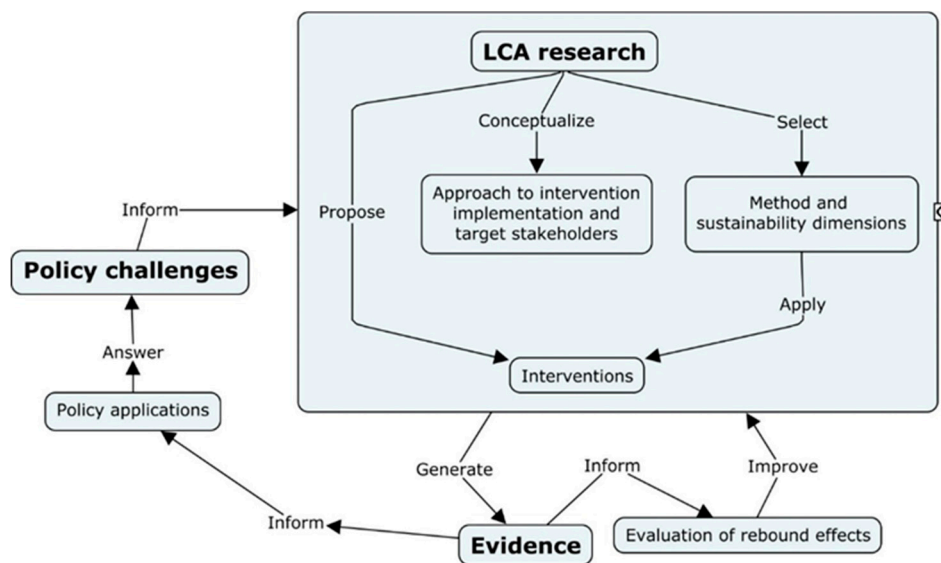 LCA research
Conceptualize
Select
Approach to intervention
implementation and
target stakeholders
Method and
sustainability dimensions
Inform
Propose
Policy challenges
Apply
Answer
Interventions
Policy applications
Generate
Inform
Improve
Inform
Evidence
Evaluation of rebound effects